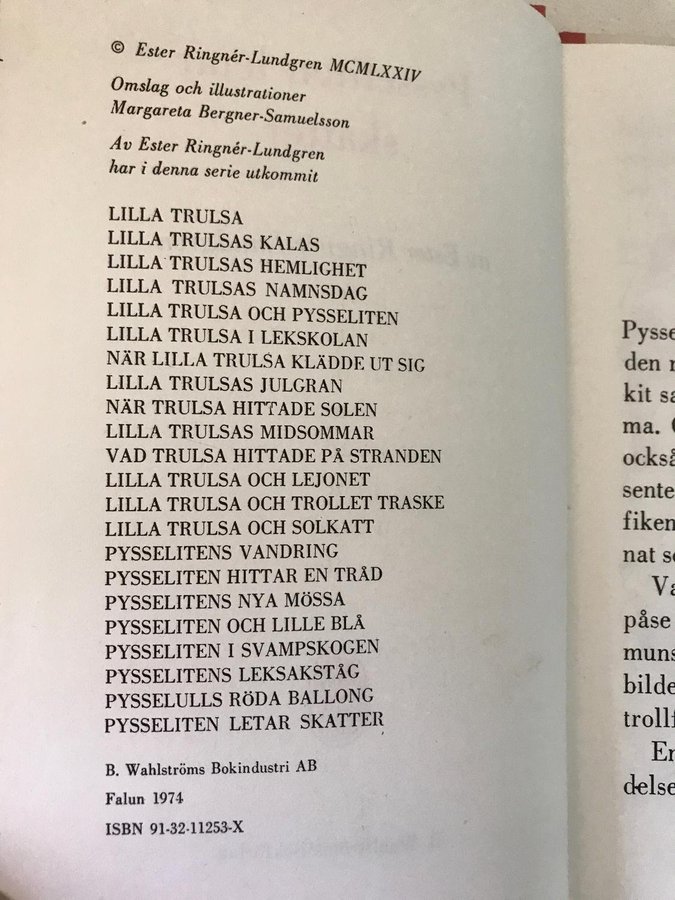 © Ester Ringnér-Lundgren MCMLXXIV
Omslag och illustrationer
Margareta Bergner-Samuelsson
Av Ester Ringnér-Lundgren
har i denna serie utkommit
LILLA TRULSA
LILLA TRULSAS KALAS
LILLA TRULSAS HEMLIGHET
LILLA TRULSAS NAMNSDAG
LILLA TRULSA OCH PYSSELITEN
LILLA TRULSA I LEKSKOLAN
NÄR LILLA TRULSA KLÄDDE UT SIG
LILLA TRULSAS JULGRAN
NÄR TRULSA HITTADE SOLEN
LILLA TRULSAS MIDSOMMAR
VAD TRULSA HITTADE PÅ STRANDEN
LILLA TRULSA OCH LEJONET
LILLA TRULSA OCH TROLLET TRASKE
LILLA TRULSA OCH SOLKATT
PYSSELITENS VANDRING
PYSSELITEN HITTAR EN TRÅD
PYSSELITENS NYA MÖSSA
PYSSELITEN OCH LILLE BLÅ
PYSSELITEN I SVAMPSKOGEN
PYSSELITENS LEKSAKSTÅG
PYSSELULLS RÖDA BALLONG
PYSSELITEN LETAR SKATTER
B. Wahlströms Bokindustri AB
Falun 1974
ISBN 91-32-11253-X
Pysse
den
kit sa
ma.
också
sente
fiken
nat se
Va
påse
muns
bilde
trollf
En
delse